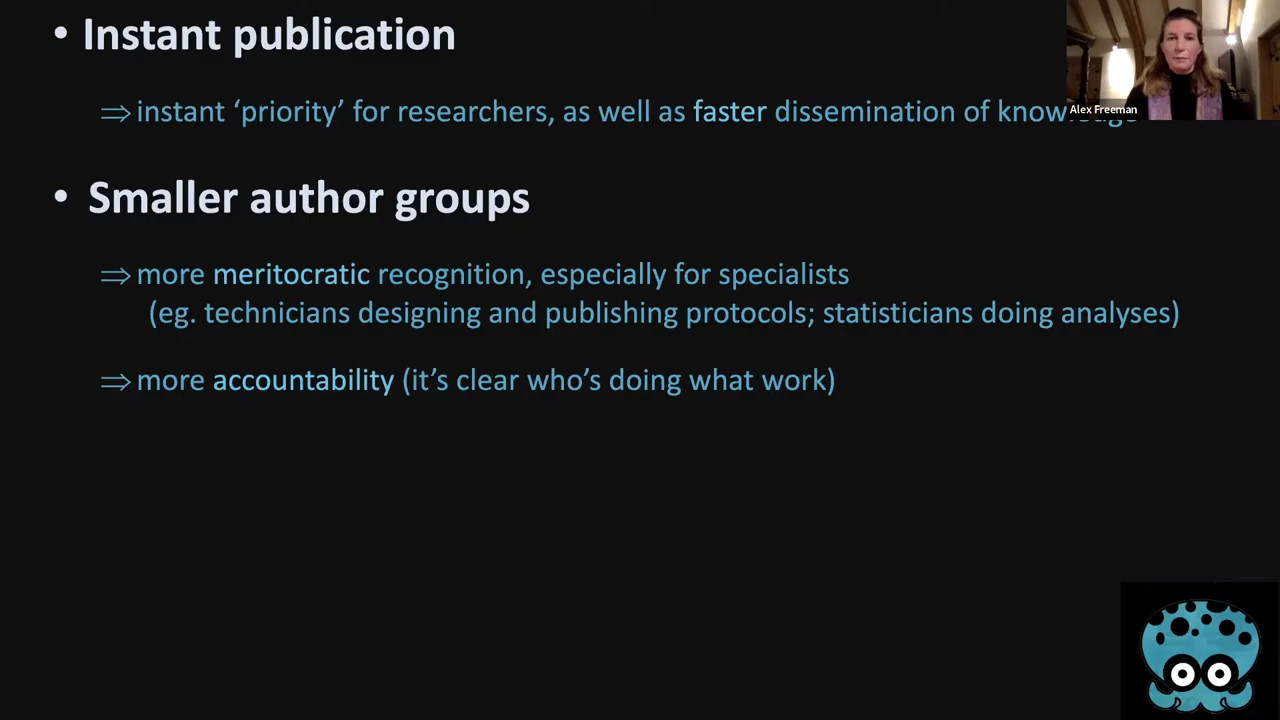 • Instant publication
⇒ instant ‘priority’ for researchers, as well as faster dissemination of knowledge
Alex Freeman
• Smaller author groups
⇒ more meritocratic recognition, especially for specialists
(eg. technicians designing and publishing protocols; statisticians doing analyses)
⇒ more accountability (it’s clear who’s doing what work)